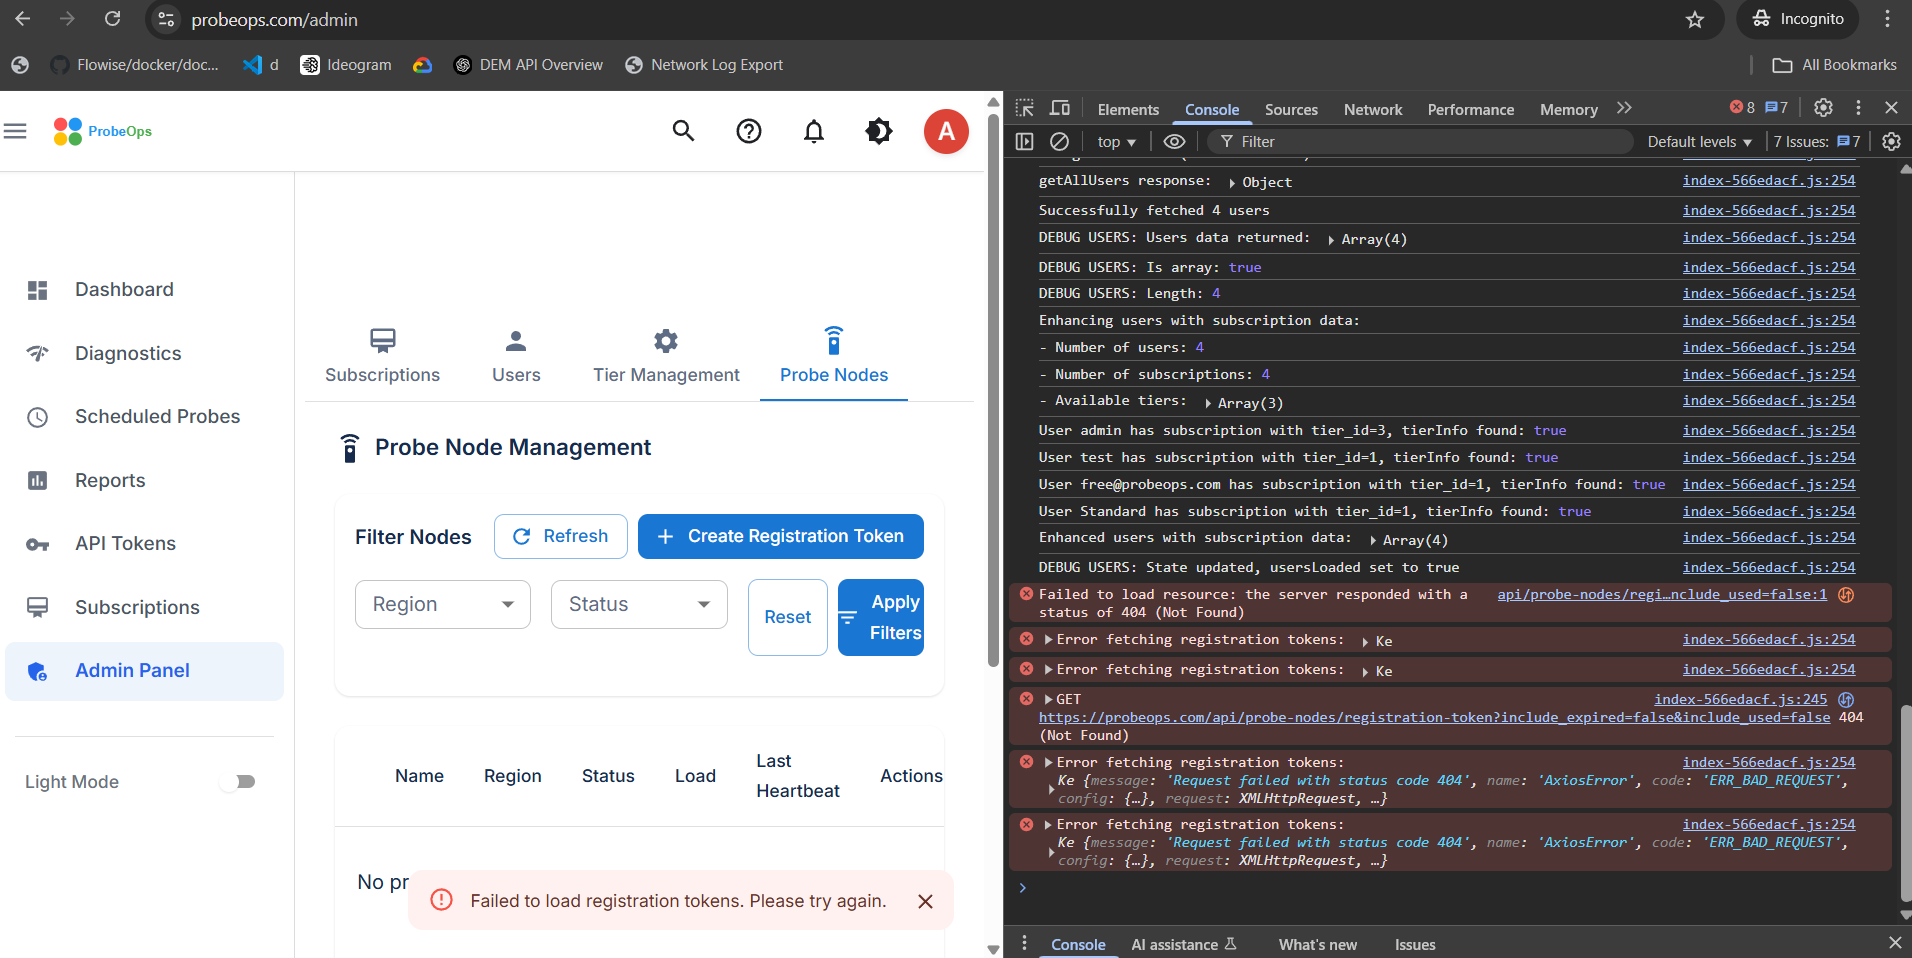 probeops.com/admin
Incognito
Flowise/docker/doc...
d
Ideogram
DEM API Overview
Network Log Export
All Bookmarks
ProbeOps
A
Dashboard
Diagnostics
Scheduled Probes
Reports
API Tokens
Subscriptions
Admin Panel
Light Mode
Subscriptions
Users
Tier Management
Probe Nodes
Probe Node Management
Filter Nodes
Refresh
Create Registration Token
Region
Status
Reset
Apply
Filters
Name
Region
Status
Load
Last
Heartbeat
Actions
No pr
Failed to load registration tokens. Please try again.
Elements
Console
Sources
Network
Performance
Memory
8
7
top
Filter
Default levels
7 Issues:
7
getAllUsers response: Object index-566edacf.js:254
Successfully fetched 4 users index-566edacf.js:254
DEBUG USERS: Users data returned: Array(4) index-566edacf.js:254
DEBUG USERS: Is array: true index-566edacf.js:254
DEBUG USERS: Length: 4 index-566edacf.js:254
Enhancing users with subscription data: index-566edacf.js:254
- Number of users: 4 index-566edacf.js:254
- Number of subscriptions: 4 index-566edacf.js:254
- Available tiers: Array(3) index-566edacf.js:254
User admin has subscription with tier_id=3, tierInfo found: true index-566edacf.js:254
User test has subscription with tier_id=1, tierInfo found: true index-566edacf.js:254
User free@probeops.com has subscription with tier_id=1, tierInfo found: true index-566edacf.js:254
User Standard has subscription with tier_id=1, tierInfo found: true index-566edacf.js:254
Enhanced users with subscription data: Array(4) index-566edacf.js:254
DEBUG USERS: State updated, usersLoaded set to true index-566edacf.js:254
Failed to load resource: the server responded with a api/probe-nodes/regi…nclude_used=false:1
status of 404 (Not Found)
Error fetching registration tokens: Ke index-566edacf.js:254
Error fetching registration tokens: Ke index-566edacf.js:254
GET index-566edacf.js:245
https://probeops.com/api/probe-nodes/registration-token?include_expired=false&include_used=false 404
(Not Found)
Error fetching registration tokens: index-566edacf.js:254
Ke {message: 'Request failed with status code 404', name: 'AxiosError', code: 'ERR_BAD_REQUEST',
config: {…}, request: XMLHttpRequest, …}
Error fetching registration tokens: index-566edacf.js:254
Ke {message: 'Request failed with status code 404', name: 'AxiosError', code: 'ERR_BAD_REQUEST',
config: {…}, request: XMLHttpRequest, …}
Console
AI assistance
What's new
Issues